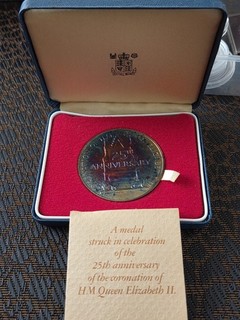 25th
ANNIVERSARY
A medal
struck in celebration
of the
25th anniversary
of the coronation of
H M Queen Elizabeth II.